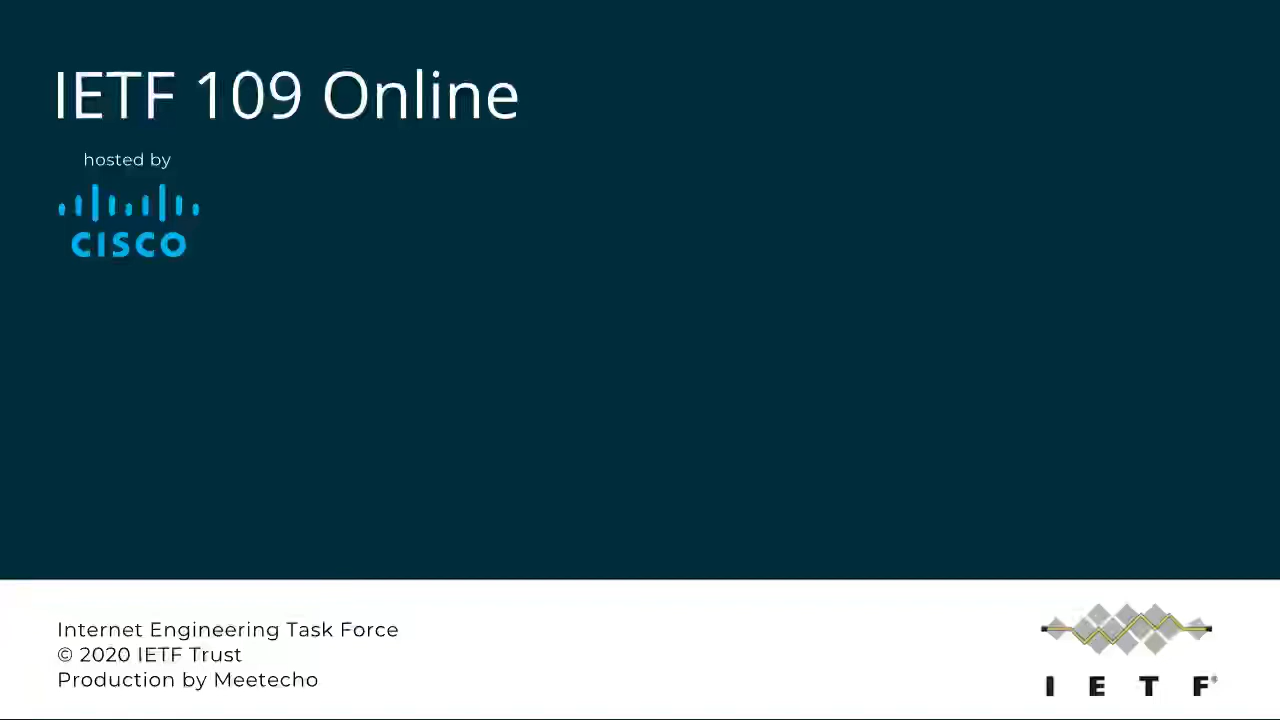 IETF 109 Online
hosted by
CISCO
Internet Engineering Task Force
© 2020 IETF Trust
Production by Meetecho
I E T F®